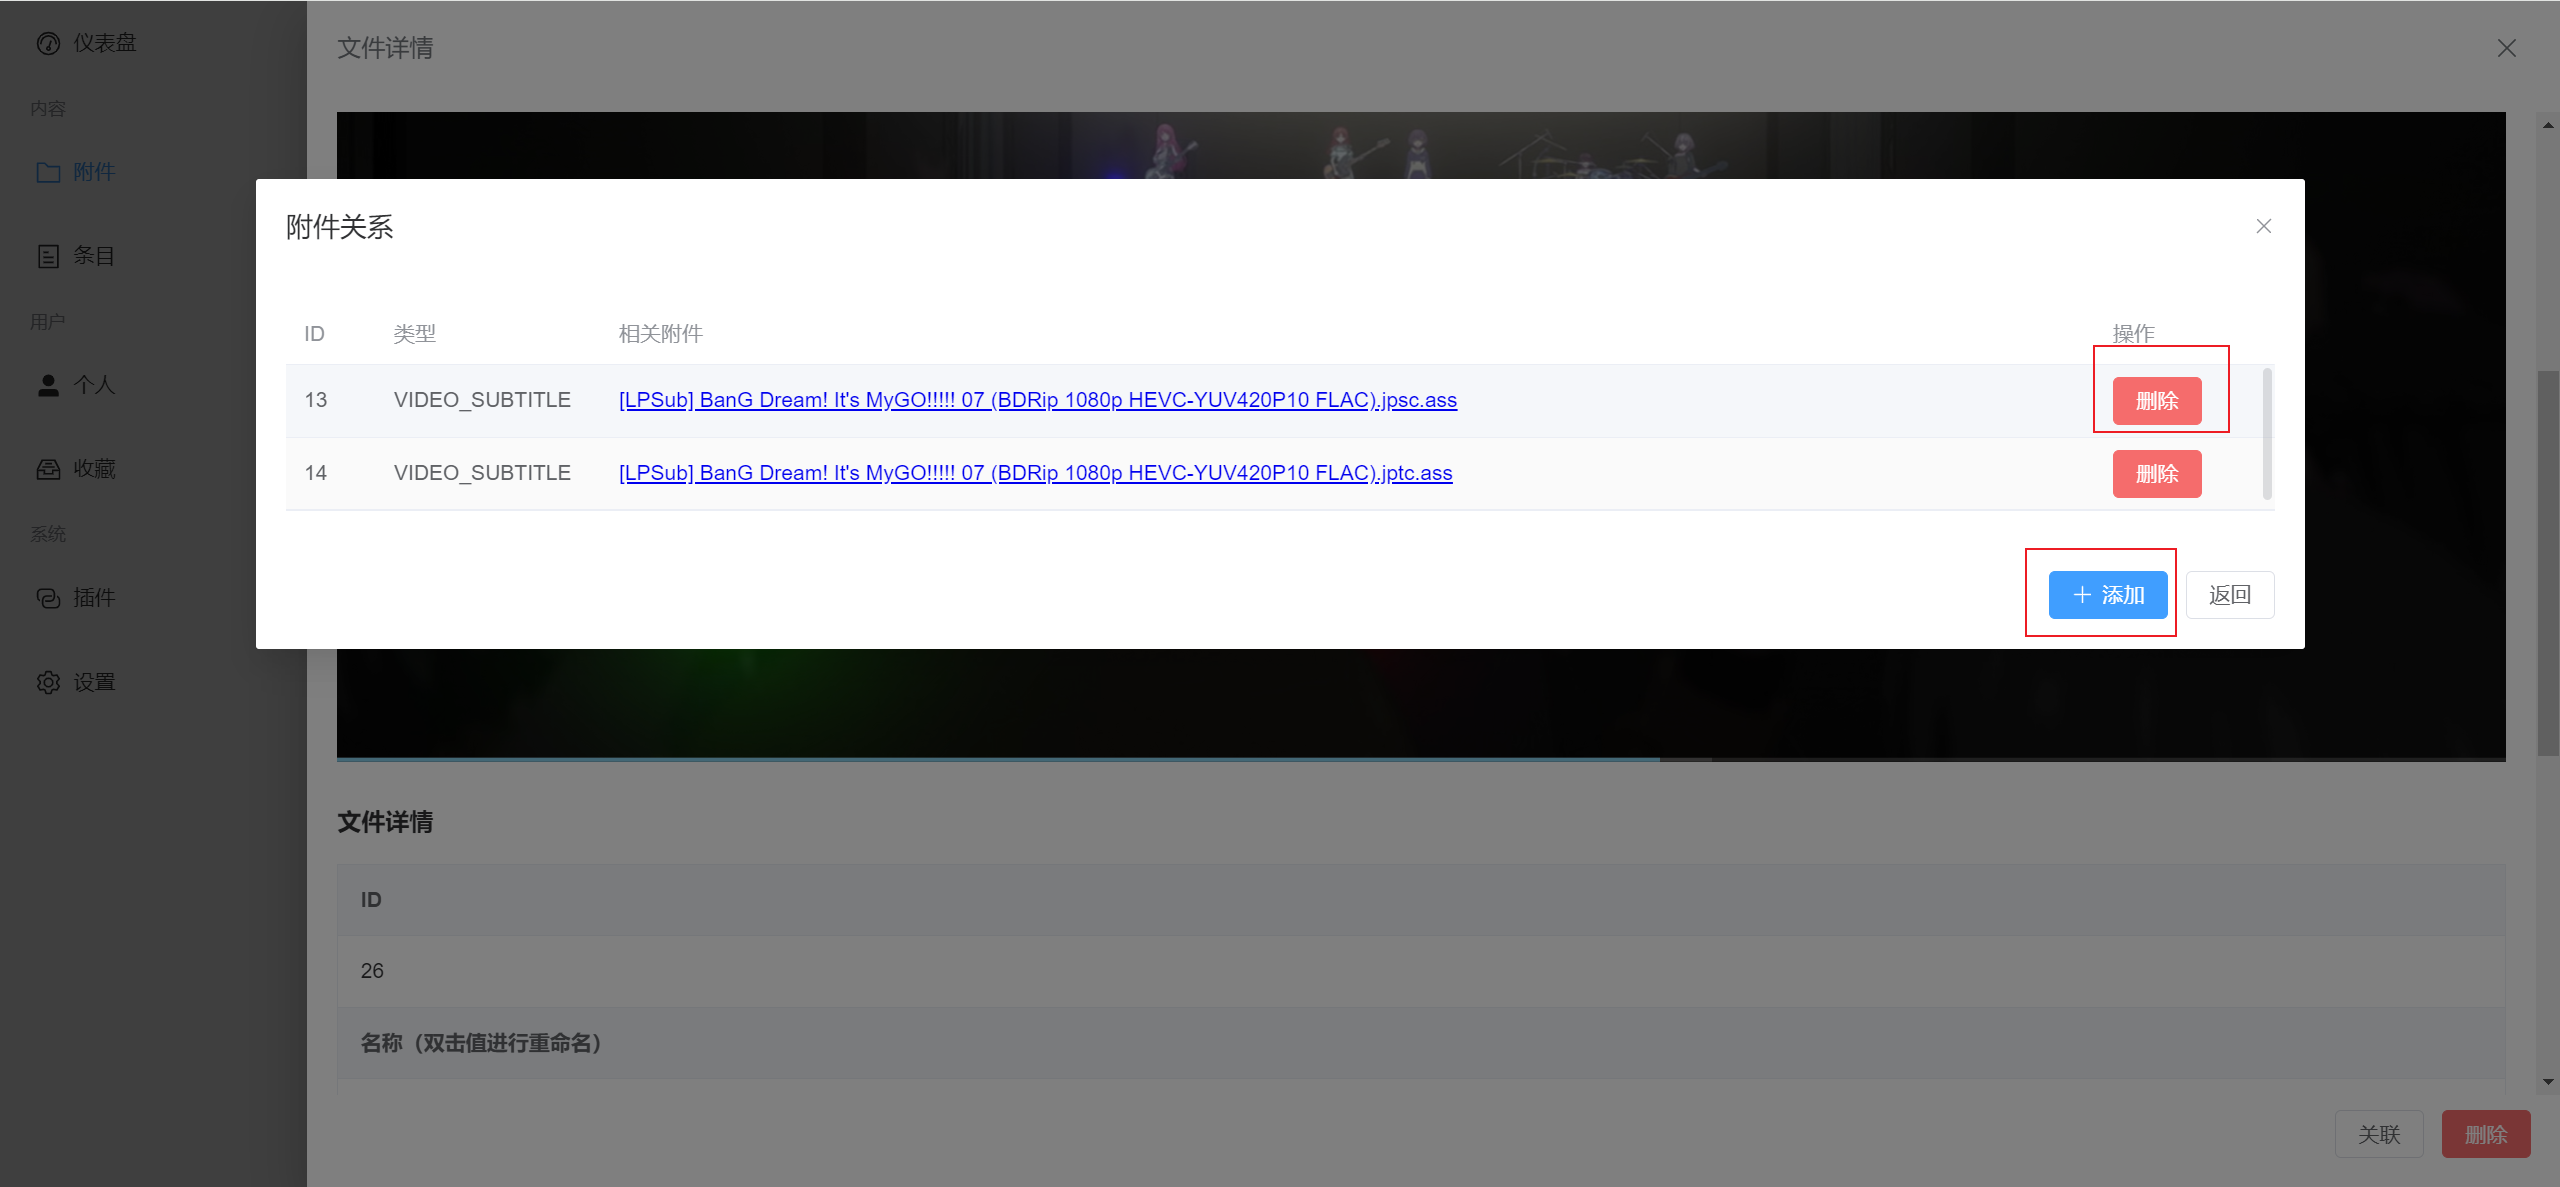 仪表盘
内容
附件
条目
用户
个人
收藏
系统
插件
设置
文件详情
附件关系
ID 类型 相关附件 操作
13 VIDEO_SUBTITLE [LPSub] BanG Dream! It's MyGO!!!!! 07 (BDRip 1080p HEVC-YUV420P10 FLAC).jpsc.ass 删除
14 VIDEO_SUBTITLE [LPSub] BanG Dream! It's MyGO!!!!! 07 (BDRip 1080p HEVC-YUV420P10 FLAC).jptc.ass 删除
添加 返回
文件详情
ID
26
名称（双击值进行重命名）
关联 删除